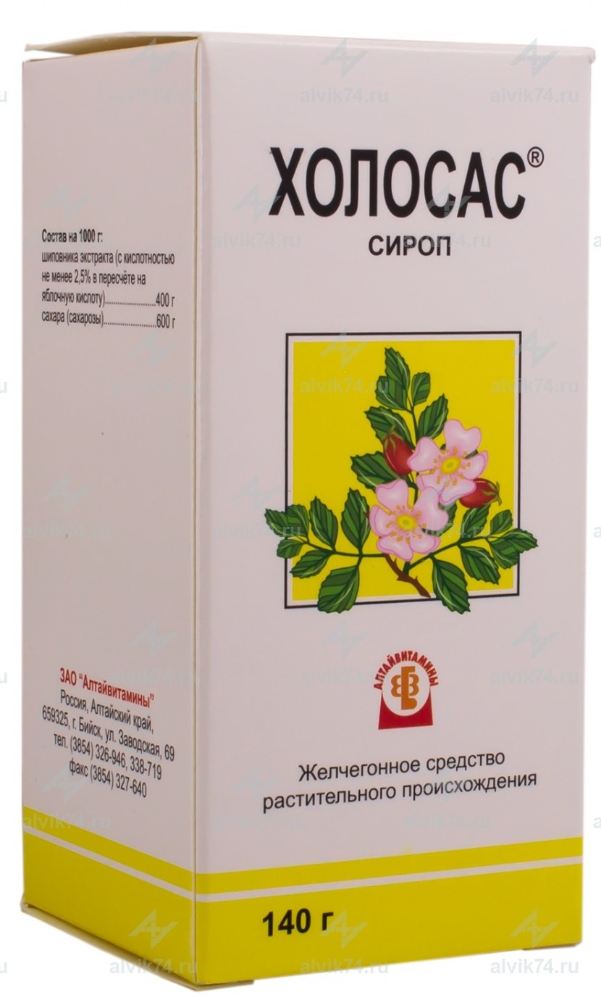 ХОЛОСАС®
СИРОП
АЛТАЙВИТАМИНЫ
Желчегонное средство
растительного происхождения
140 г
Состав на 1000 г:
шиповника экстракта (с кислотностью
не менее 2,5% в пересчёте на
яблочную кислоту)....................400 г
сахара (сахарозы).....................600 г
ЗАО "Алтайвитамины"
Россия, Алтайский край,
659325, г. Бийск, ул. Заводская, 69
тел. (3854) 326-946, 338-719
факс (3854) 327-640
alvik74.ru